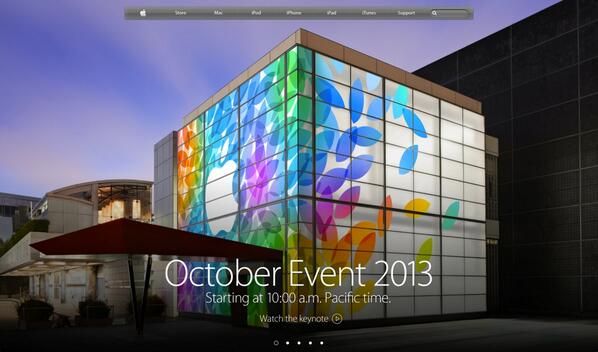 Store Mac iPod iPhone iPad iTunes Support
October Event 2013
Starting at 10:00 a.m. Pacific time.
Watch the keynote